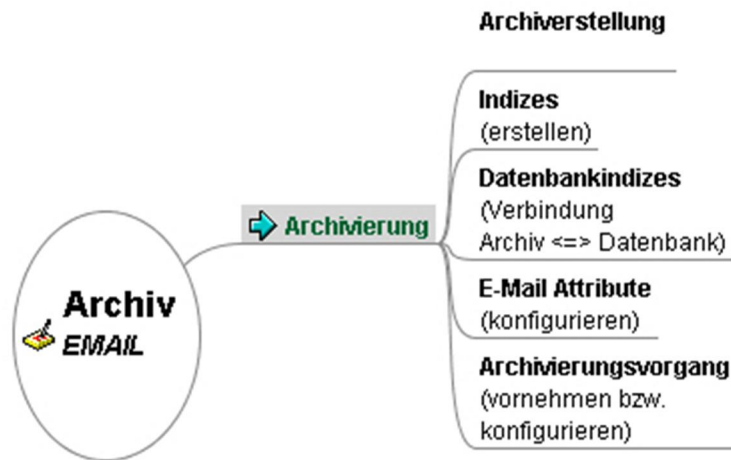 Archiv
EMAIL
Archivierung
Archiverstellung
Indizes
(erstellen)
Datenbankindizes
(Verbindung
Archiv <=> Datenbank)
E-Mail Attribute
(konfigurieren)
Archivierungsvorgang
(vornehmen bzw.
konfigurieren)